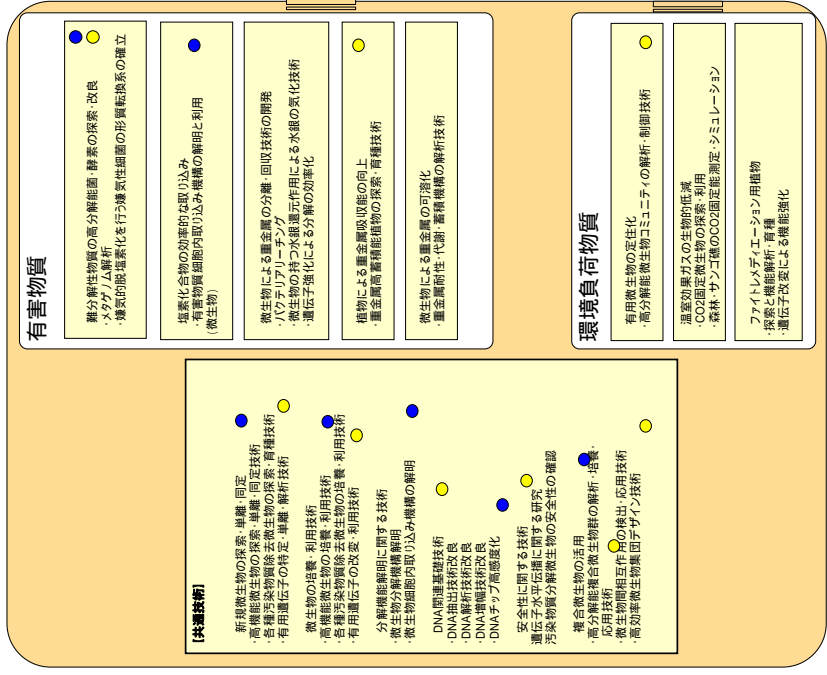 有害物質
難分解性物質の高分解能菌・酵素の探索・改良
・メタゲノム解析
・嫌気的脱塩素化を行う嫌気性細菌の形質転換系の確立
塩素化合物の効率的な取り込み
・有害物質細胞内取り込み機構の解明と利用
(微生物)
微生物による重金属の分離・回収技術の開発
・バクテリアリーチング
・微生物の持つ水銀還元作用による水銀の気化技術
・遺伝子強化による分解の効率化
植物による重金属吸収能の向上
・重金属高蓄積能植物の探索・育種技術
微生物による重金属の可溶化
・重金属耐性・代謝・蓄積機構の解析技術
環境負荷物質
有用微生物の定住化
・高分解能微生物コミュニティの解析・制御技術
温室効果ガスの生物的低減
・CO2固定微生物の探索・利用
・森林・サンゴ礁のCO2固定能測定・シミュレーション
ファイトレメディエーション用植物
・探索と機能解析・育種
・遺伝子改変による機能強化
【共通技術】
新規微生物の探索・単離・同定
・高機能微生物の探索・単離・同定技術
・各種汚染物質除去微生物の探索・育種技術
・有用遺伝子の特定・単離・解析技術
微生物の培養・利用技術
・高機能微生物の培養・利用技術
・各種汚染物質除去微生物の培養・利用技術
・有用遺伝子の改変・利用技術
分解機能解明に関する技術
・微生物分解機構解明
・微生物細胞内取り込み機構の解明
DNA関連基礎技術
・DNA抽出技術改良
・DNA解析技術改良
・DNA増幅技術改良
・DNAチップ高感度化
安全性に関する技術
遺伝子水平伝播に関する研究
汚染物質分解微生物の安全性の確認
複合微生物の活用
・高分解能複合微生物群の解析・培養・
応用技術
・微生物間相互作用の検出・応用技術
・高効率微生物集団デザイン技術